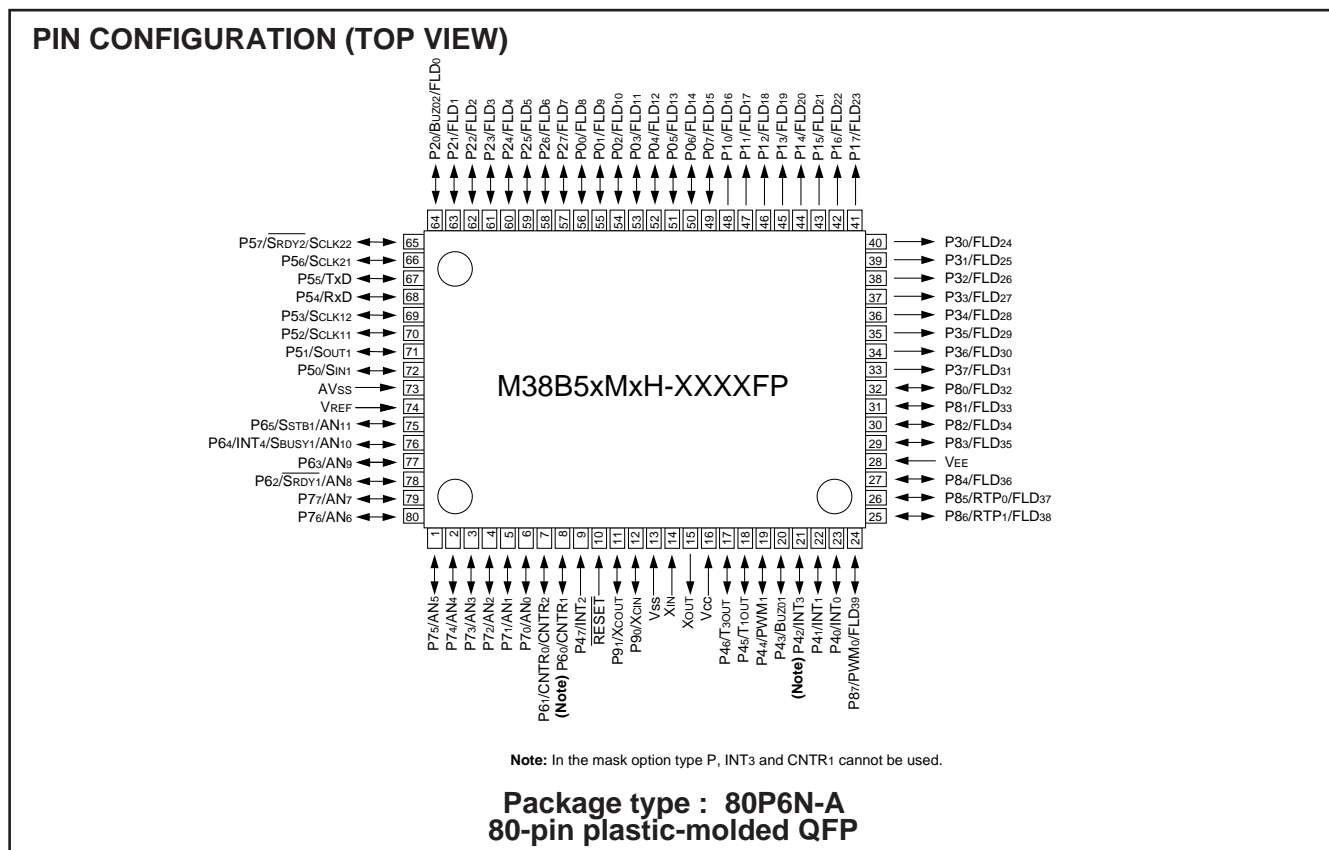 PIN CONFIGURATION (TOP VIEW)
P20/BUZ02/FLD0
P21/FLD1
P22/FLD2
P23/FLD3
P24/FLD4
P25/FLD5
P26/FLD6
P27/FLD7
P00/FLD8
P01/FLD9
P02/FLD10
P03/FLD11
P04/FLD12
P05/FLD13
P06/FLD14
P07/FLD15
P10/FLD16
P11/FLD17
P12/FLD18
P13/FLD19
P14/FLD20
P15/FLD21
P16/FLD22
P17/FLD23
64 63 62 61 60 59 58 57 56 55 54 53 52 51 50 49 48 47 46 45 44 43 42 41
P57/SRDY2/SCLK22 65
P56/SCLK21 66
P55/TxD 67
P54/RxD 68
P53/SCLK12 69
P52/SCLK11 70
P51/SOUT1 71
P50/SIN1 72
AVSS 73
VREF 74
P65/SSTB1/AN11 75
P64/INT4/SBUSY1/AN10 76
P63/AN9 77
P62/SRDY1/AN8 78
P77/AN7 79
P76/AN6 80
M38B5xMxH-XXXXFP
40 P30/FLD24
39 P31/FLD25
38 P32/FLD26
37 P33/FLD27
36 P34/FLD28
35 P35/FLD29
34 P36/FLD30
33 P37/FLD31
32 P80/FLD32
31 P81/FLD33
30 P82/FLD34
29 P83/FLD35
28 VEE
27 P84/FLD36
26 P85/RTP0/FLD37
25 P86/RTP1/FLD38
1 2 3 4 5 6 7 8 9 10 11 12 13 14 15 16 17 18 19 20 21 22 23 24
P75/AN5
P74/AN4
P73/AN3
P72/AN2
P71/AN1
P70/AN0
P61/CNTR0/CNTR2
(Note) P60/CNTR1
P47/INT2
RESET
P91/XCOUT
P90/XCIN
VSS
XIN
XOUT
VCC
P46/T3OUT
P45/T1OUT
P44/PWM1
P43/BUZ01
(Note) P42/INT3
P41/INT1
P40/INT0
P87/PWM0/FLD39
Note: In the mask option type P, INT3 and CNTR1 cannot be used.
Package type : 80P6N-A
80-pin plastic-molded QFP